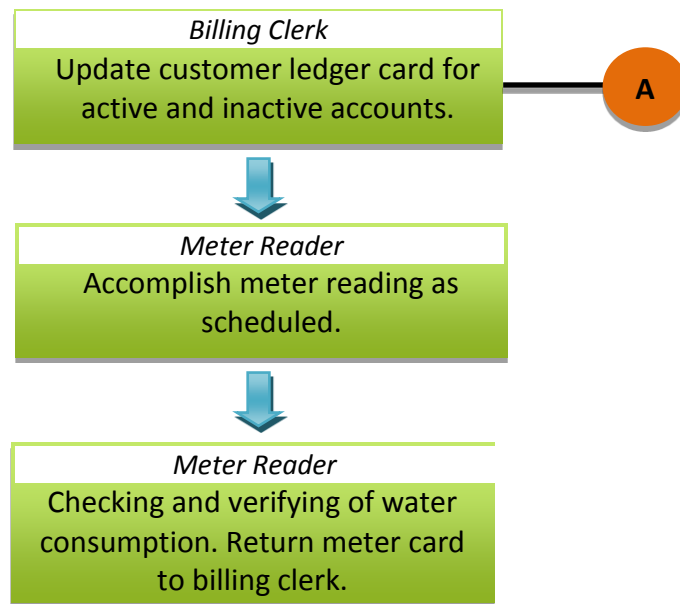 Billing Clerk
Update customer ledger card for
active and inactive accounts.
A
Meter Reader
Accomplish meter reading as
scheduled.
Meter Reader
Checking and verifying of water
consumption. Return meter card
to billing clerk.